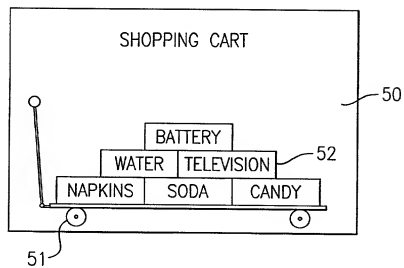 SHOPPING CART
50
BATTERY
WATER TELEVISION 52
NAPKINS SODA CANDY
51